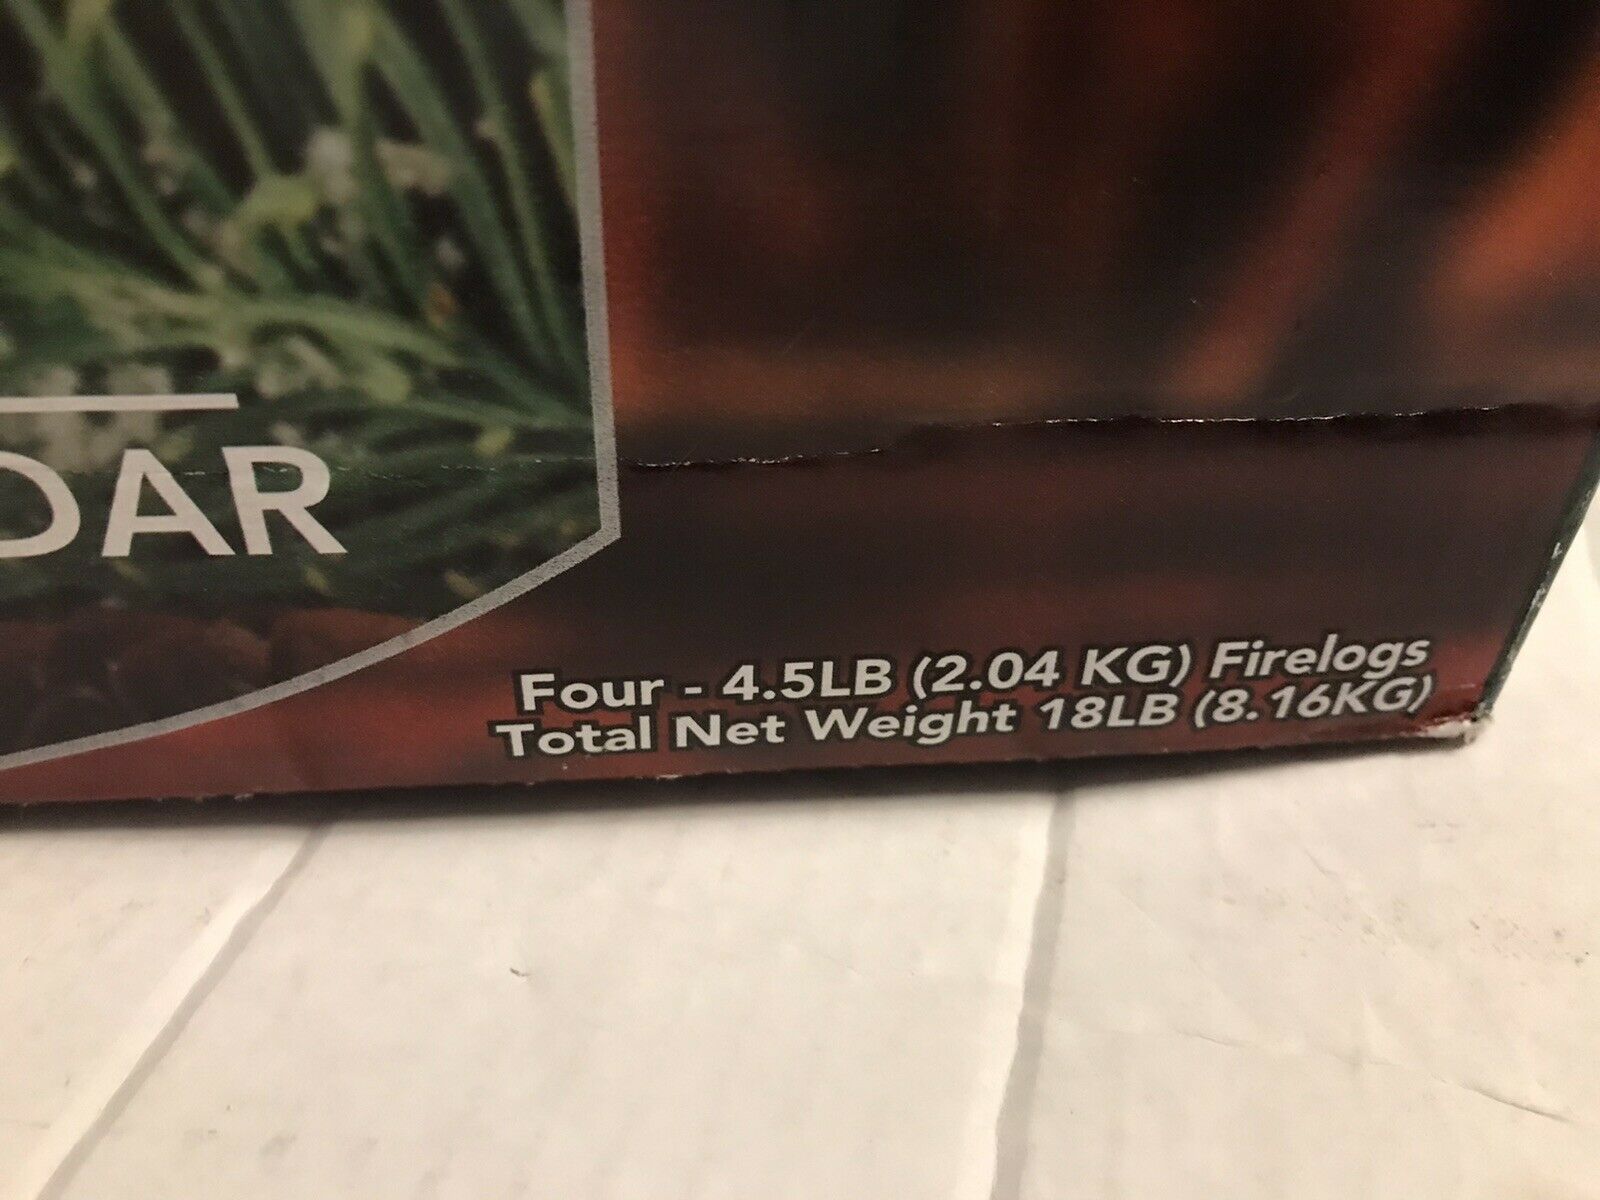 DAR
Four - 4.5LB (2.04 KG) Firelogs
Total Net Weight 18LB (8.16KG)